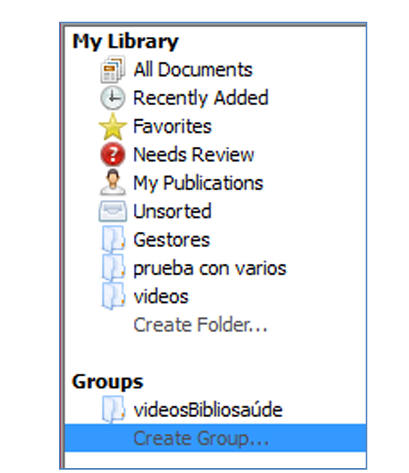 My Library
All Documents
Recently Added
Favorites
Needs Review
My Publications
Unsorted
Gestores
prueba con varios
videos
Create Folder...
Groups
videosBibliosaúde
Create Group...